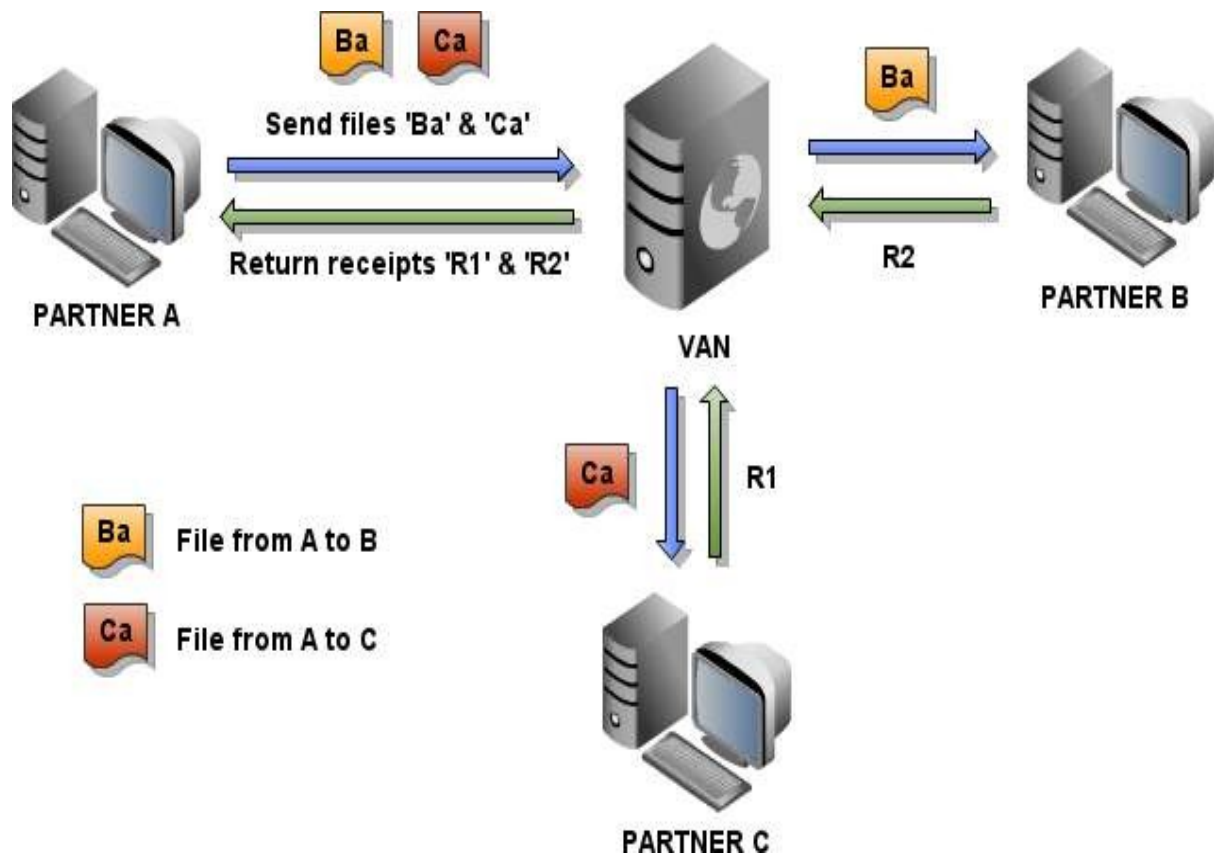 Ba
Ca
Ba
Send files 'Ba' & 'Ca'
Return receipts 'R1' & 'R2'
R2
PARTNER A
PARTNER B
VAN
Ca
R1
Ba
File from A to B
Ca
File from A to C
PARTNER C